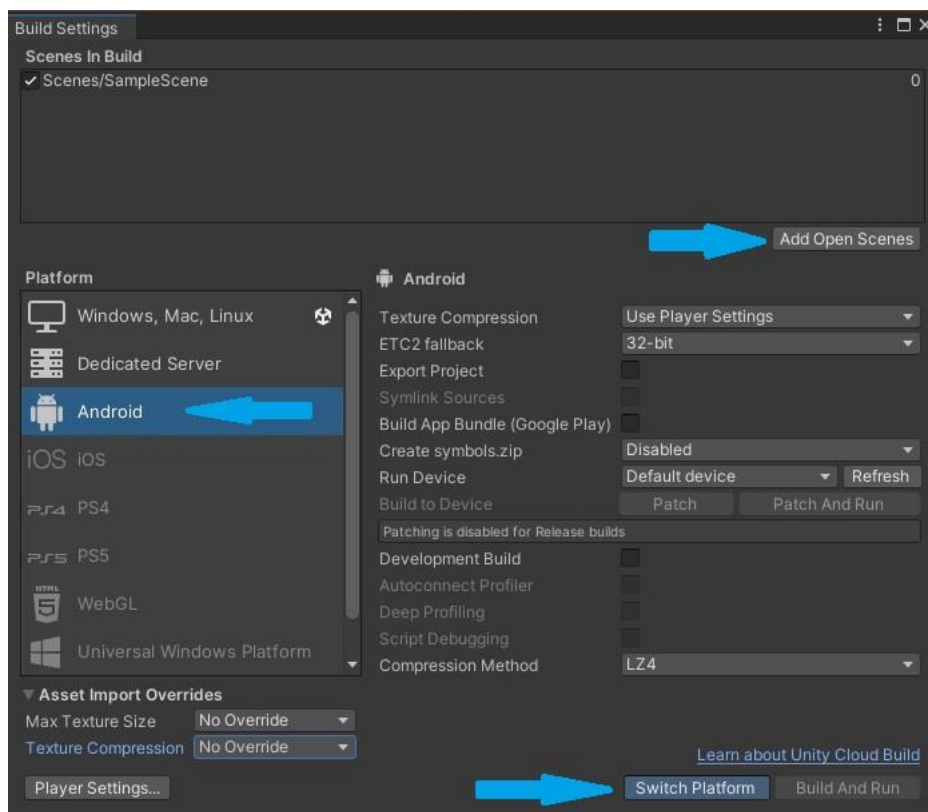 Build Settings
Scenes In Build
Scenes/SampleScene 0
Add Open Scenes
Platform
Windows, Mac, Linux
Dedicated Server
Android
iOS iOS
PS4 PS4
PS5 PS5
HTML 5 WebGL
Universal Windows Platform
Android
Texture Compression Use Player Settings
ETC2 fallback 32-bit
Export Project
Symlink Sources
Build App Bundle (Google Play)
Create symbols.zip Disabled
Run Device Default device Refresh
Build to Device Patch Patch And Run
Patching is disabled for Release builds
Development Build
Autoconnect Profiler
Deep Profiling
Script Debugging
Compression Method LZ4
Asset Import Overrides
Max Texture Size No Override
Texture Compression No Override
Learn about Unity Cloud Build
Player Settings... Switch Platform Build And Run